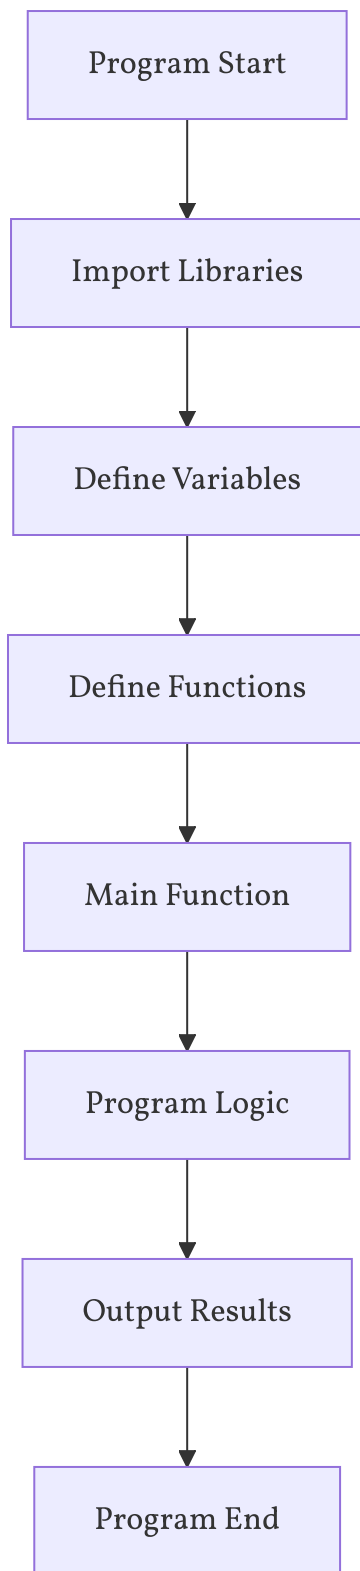 Program Start
Import Libraries
Define Variables
Define Functions
Main Function
Program Logic
Output Results
Program End